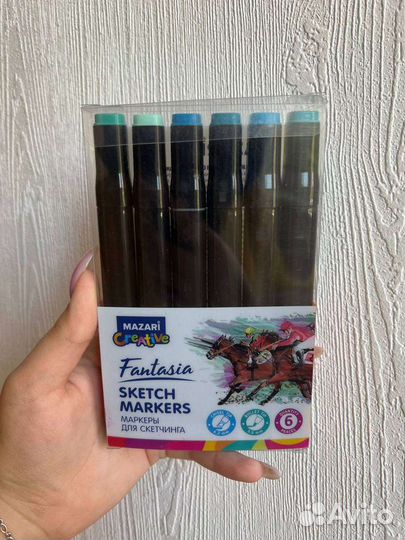 MAZARi
Creative
Fantasia
SKETCH
MARKERS
МАРКЕРЫ
ДЛЯ СКЕТЧИНГА
6
Avito